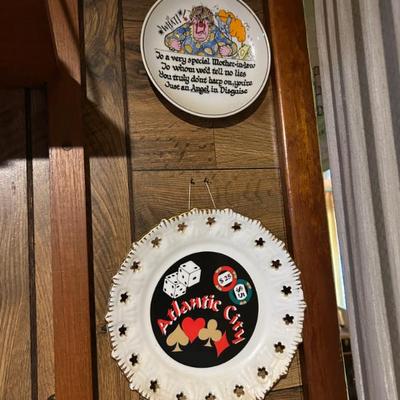 To a very special Mother-in-law
To whom we'd tell no lies
You truly don't harp on, you're
Just an Angel in Disguise
$25
$5
Atlantic City